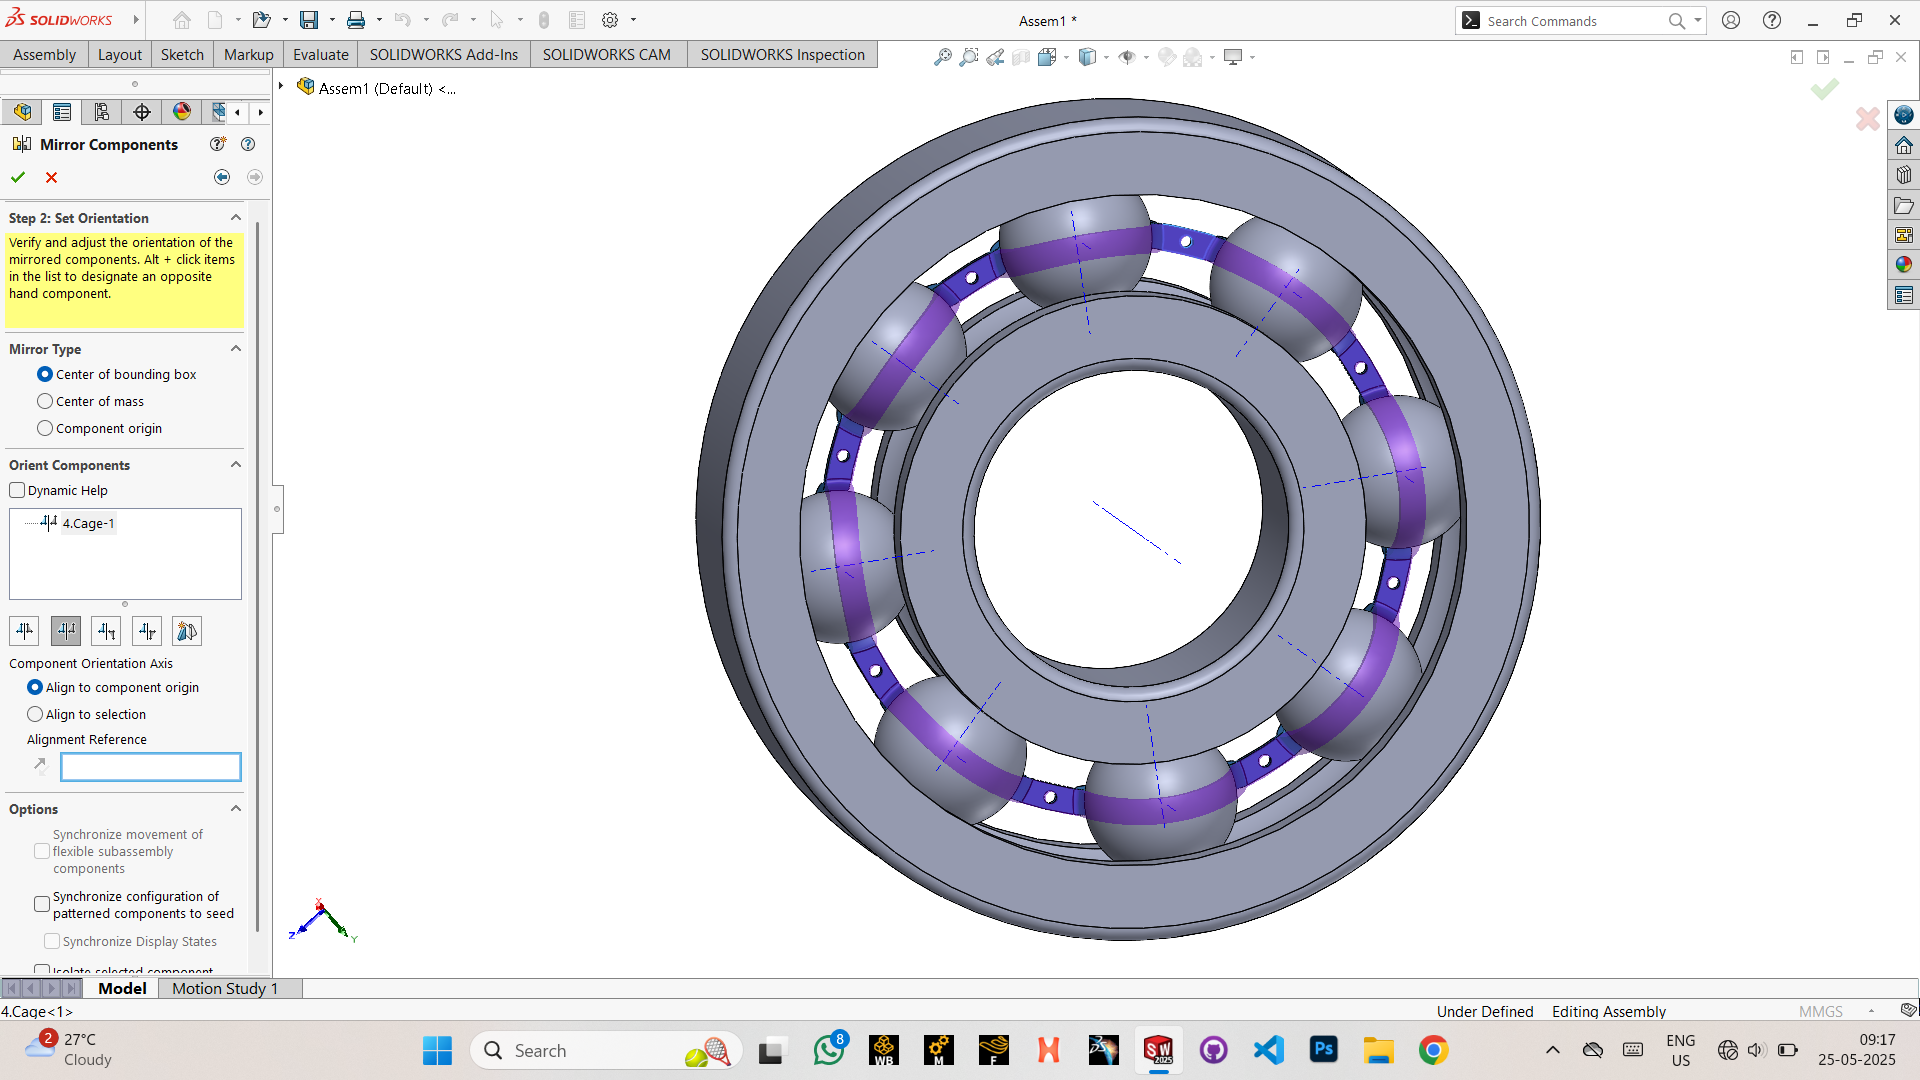 SOLIDWORKS
Assem1 *
Search Commands
Assembly
Layout
Sketch
Markup
Evaluate
SOLIDWORKS Add-Ins
SOLIDWORKS CAM
SOLIDWORKS Inspection
Assem1 (Default) <...
Mirror Components
Step 2: Set Orientation
Verify and adjust the orientation of the
mirrored components. Alt + click items
in the list to designate an opposite
hand component.
Mirror Type
Center of bounding box
Center of mass
Component origin
Orient Components
Dynamic Help
4.Cage-1
Component Orientation Axis
Align to component origin
Align to selection
Alignment Reference
Options
Synchronize movement of
flexible subassembly
components
Synchronize configuration of
patterned components to seed
Synchronize Display States
Isolate selected component
X
Z
Y
Model
Motion Study 1
4.Cage<1>
Under Defined
Editing Assembly
MMGS
2
27°C
Cloudy
Search
8
WB
M
F
SW
2025
Ps
ENG
US
09:17
25-05-2025